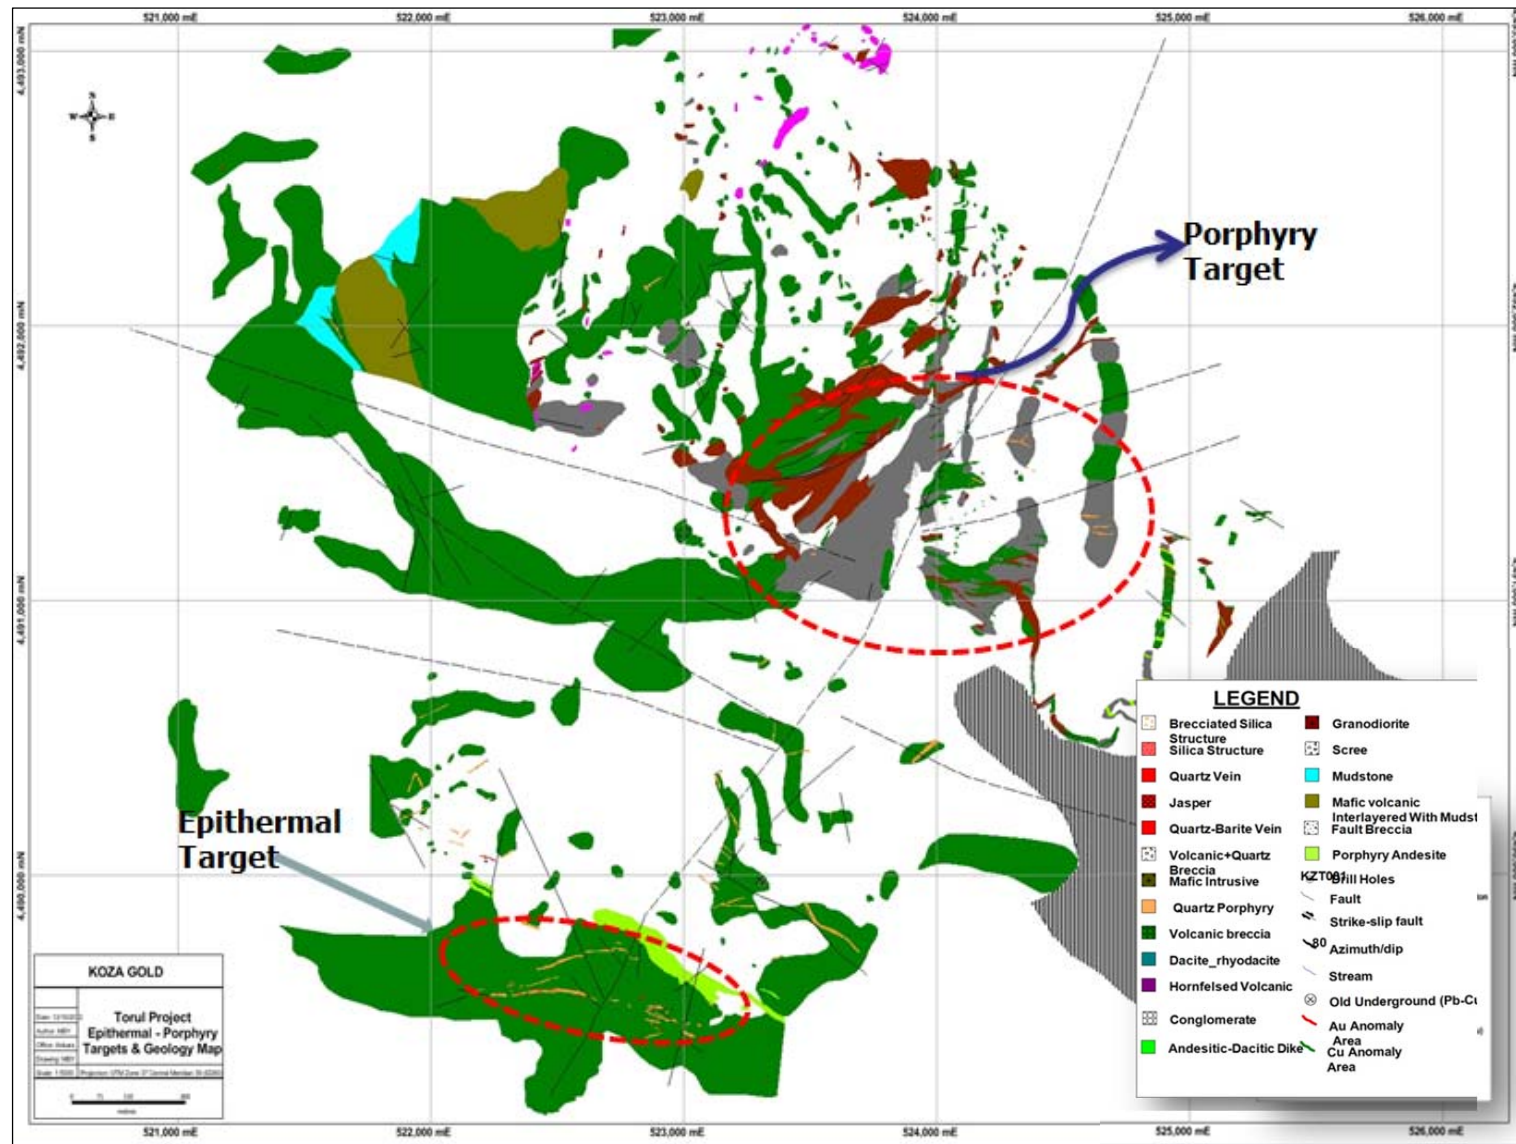 521,000 mE
522,000 mE
523,000 mE
524,000 mE
525,000 mE
526,000 mE
4,493,000 mN
4,492,000 mN
4,491,000 mN
4,490,000 mN
N
W
E
S
Porphyry
Target
Epithermal
Target
LEGEND
Brecciated Silica
Structure
Silica Structure
Quartz Vein
Jasper
Quartz-Barite Vein
Volcanic+Quartz
Breccia
Mafic Intrusive
Quartz Porphyry
Volcanic breccia
Dacite_rhyodacite
Hornfelsed Volcanic
Conglomerate
Andesitic-Dacitic Dike
Granodiorite
Scree
Mudstone
Mafic volcanic
Interlayered With Mudst
Fault Breccia
Porphyry Andesite
Drill Holes
Fault
Strike-slip fault
80 Azimuth/dip
Stream
Old Underground (Pb-Cu
Au Anomaly
Area
Cu Anomaly
Area
KOZA GOLD
Torul Project
Epithermal - Porphyry
Targets & Geology Map
521,000 mE
522,000 mE
523,000 mE
524,000 mE
525,000 mE
526,000 mE